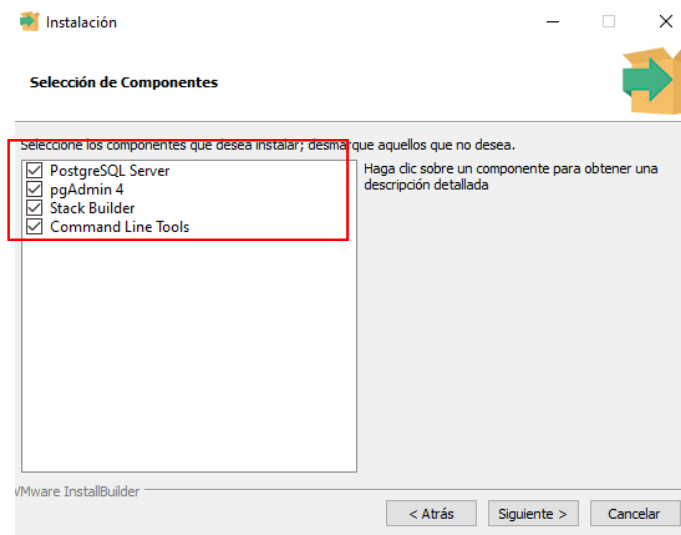 Instalación
Selección de Componentes
Seleccione los componentes que desea instalar; desmarque aquellos que no desea.
PostgreSQL Server
pgAdmin 4
Stack Builder
Command Line Tools
Haga clic sobre un componente para obtener una
descripción detallada
VMware InstallBuilder
< Atrás
Siguiente >
Cancelar